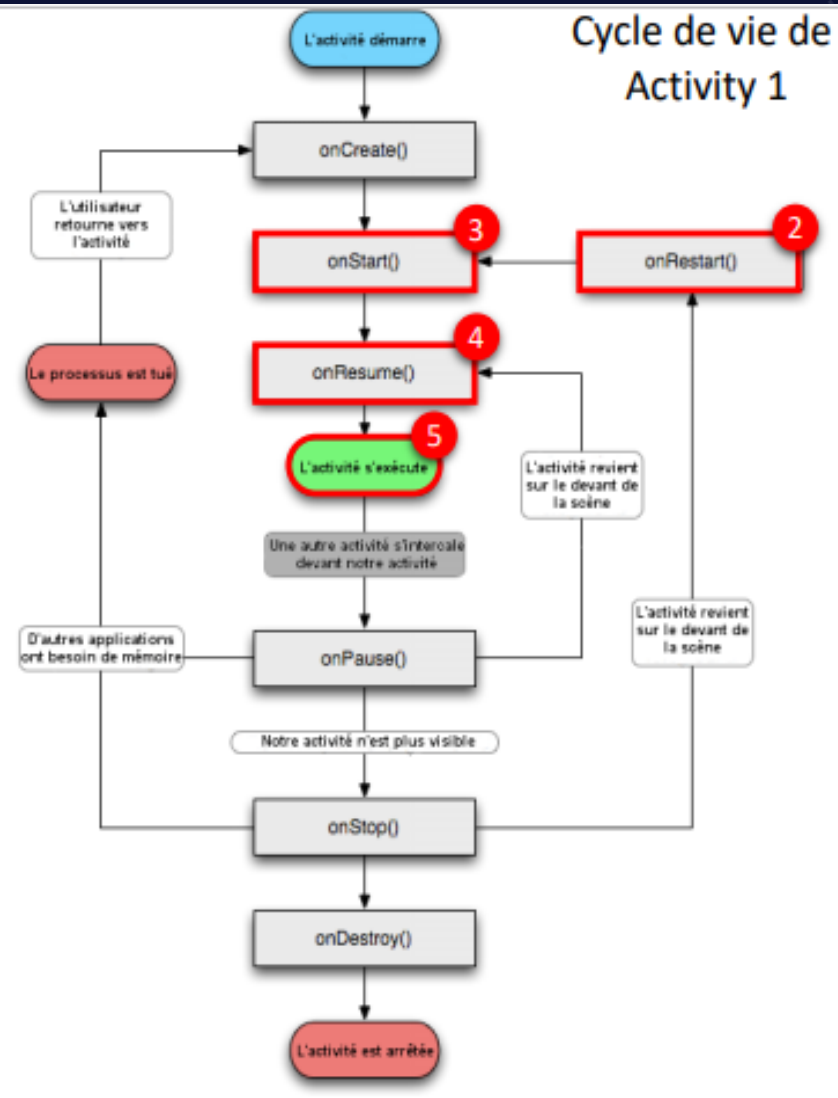 Cycle de vie de
Activity 1
L'activité démarre
onCreate()
L'utilisateur
retourne vers
l'activité
3
onStart()
2
onRestart()
4
onResume()
Le processus est tué
5
L'activité s'exécute
L'activité revient
sur le devant de
la scène
Une autre activité s'intercale
devant notre activité
L'activité revient
sur le devant de
la scène
D'autres applications
ont besoin de mémoire
onPause()
Notre activité n'est plus visible
onStop()
onDestroy()
L'activité est arrêtée